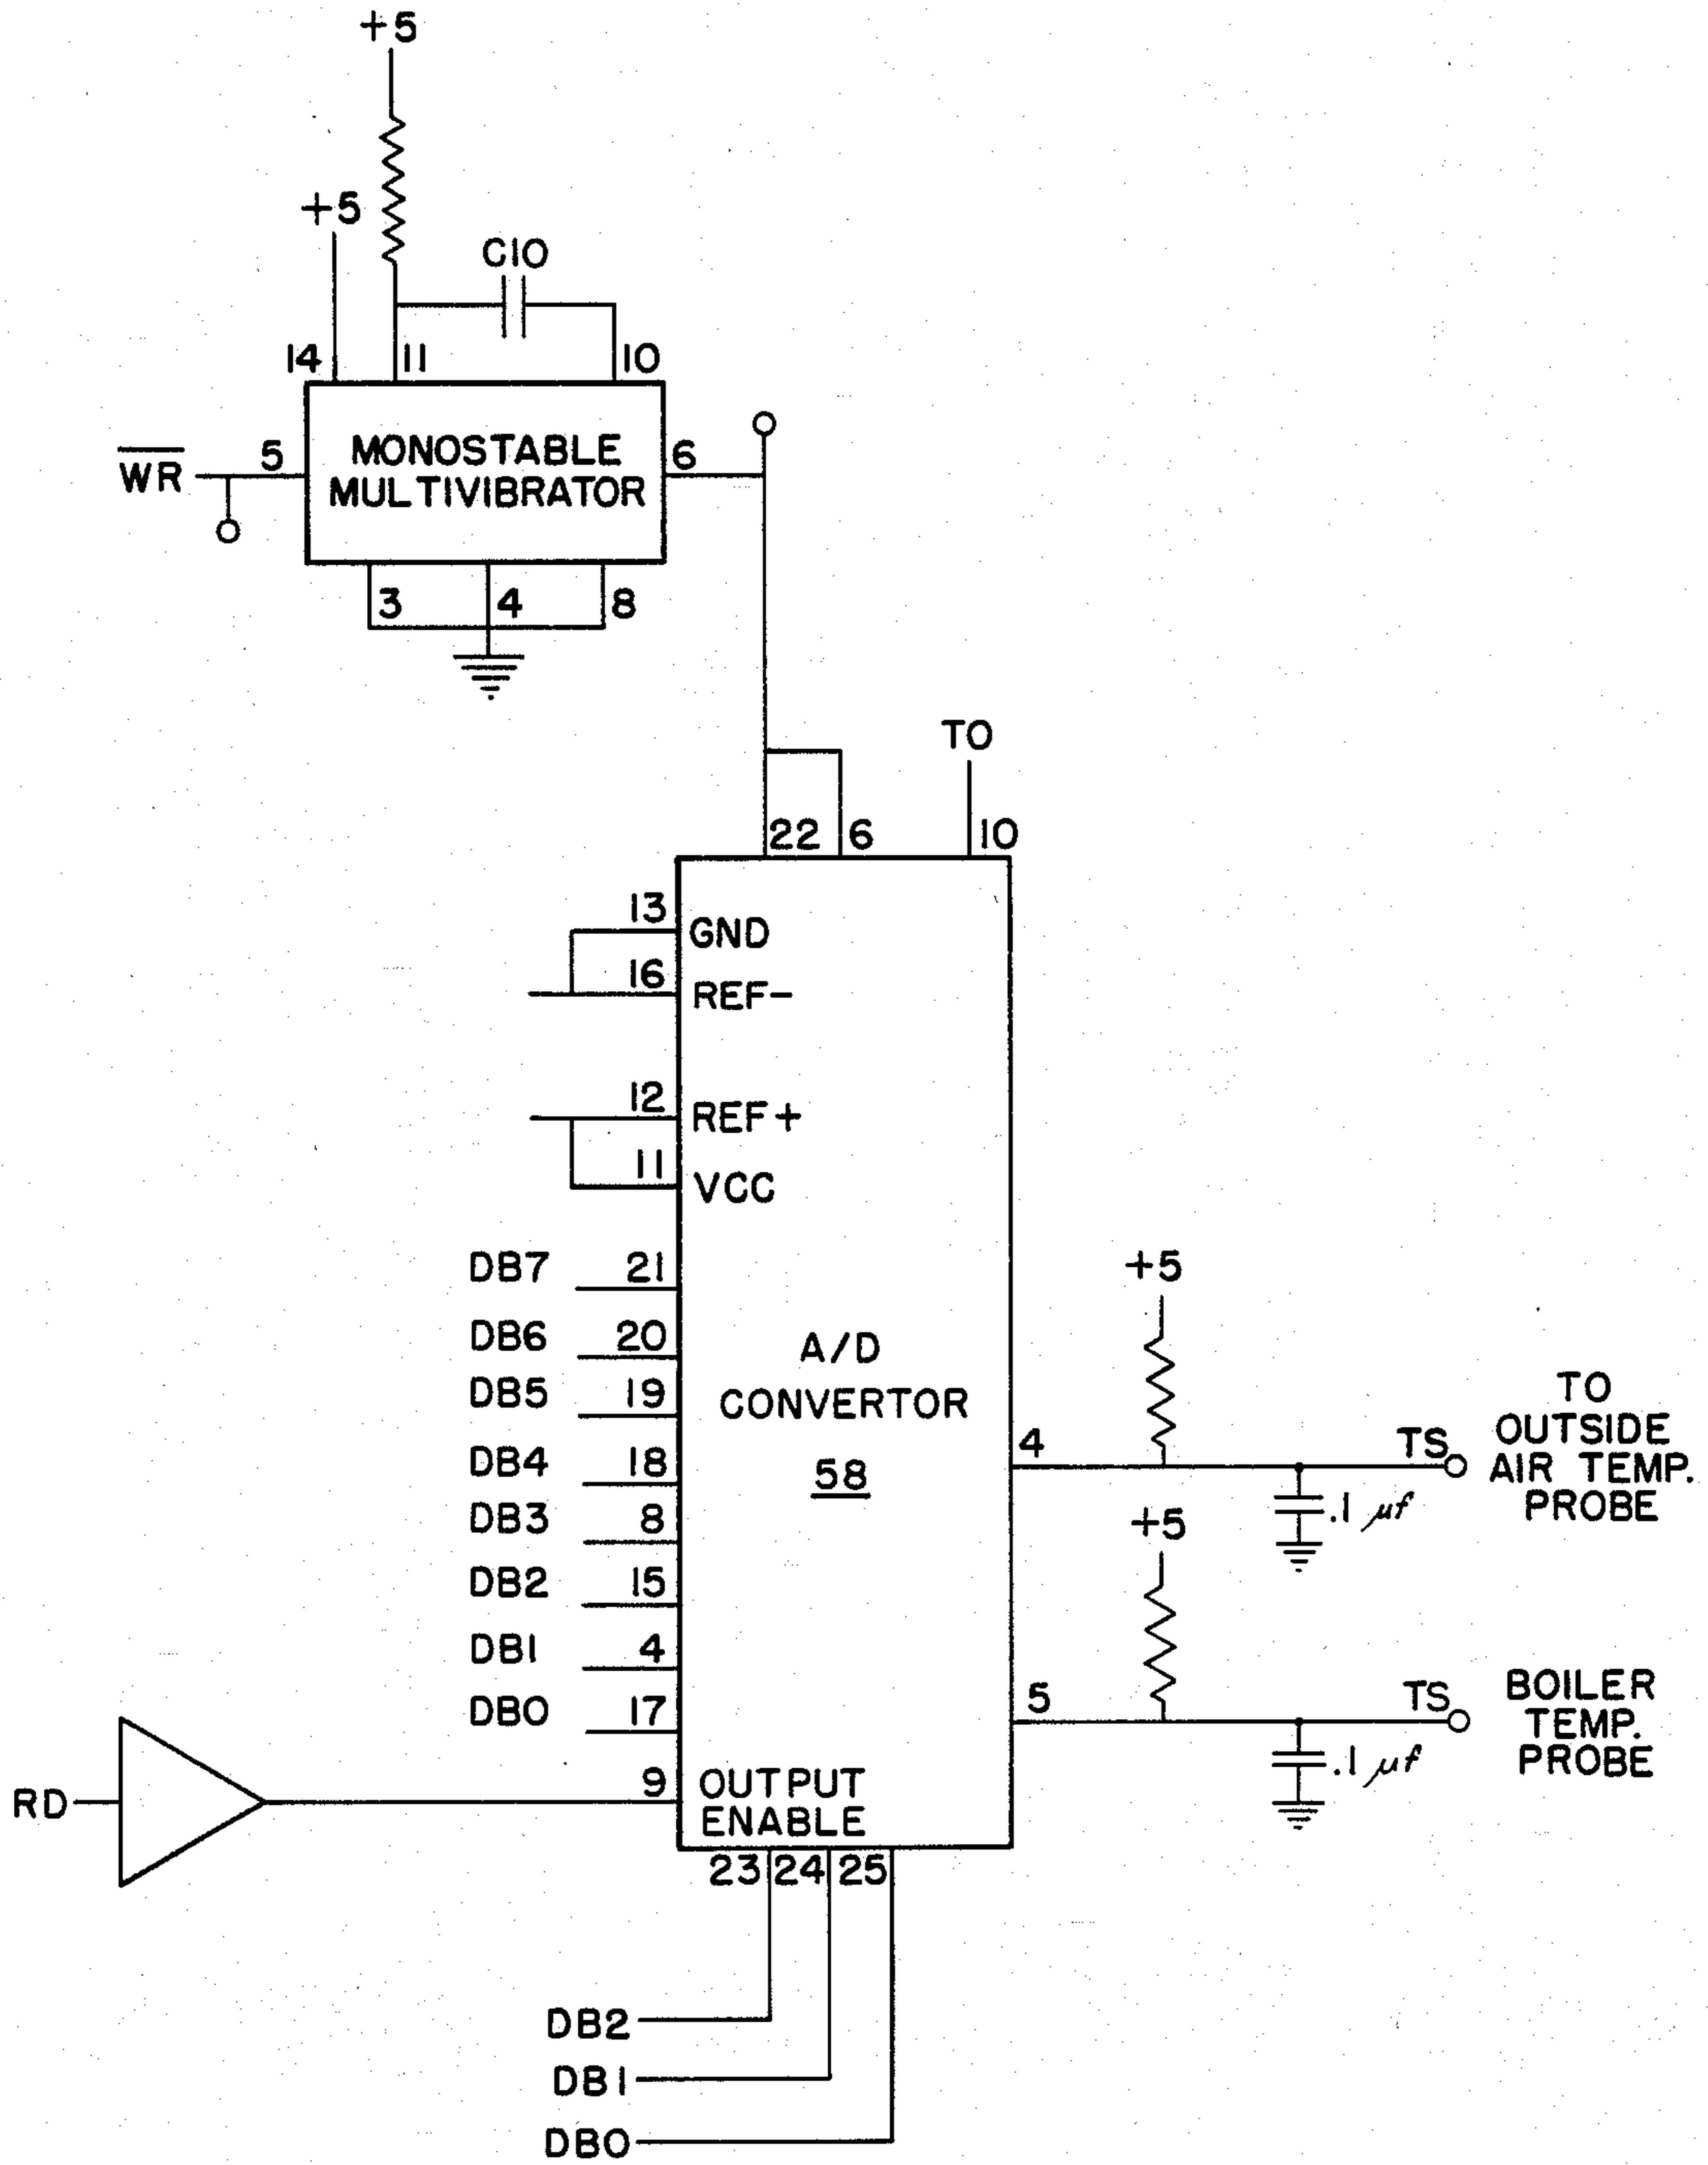 +5
+5
C10
14
11
10
WR
5
MONOSTABLE
MULTIVIBRATOR
6
3
4
8
TO
22
6
10
13
GND
16
REF-
12
REF+
11
VCC
DB7
21
DB6
20
DB5
19
DB4
18
DB3
8
DB2
15
DB1
4
DB0
17
RD
9
OUTPUT
ENABLE
A/D
CONVERTOR
58
+5
4
TS
TO
OUTSIDE
AIR TEMP.
PROBE
.1 µf
+5
5
TS
BOILER
TEMP.
PROBE
.1 µf
23
24
25
DB2
DB1
DB0